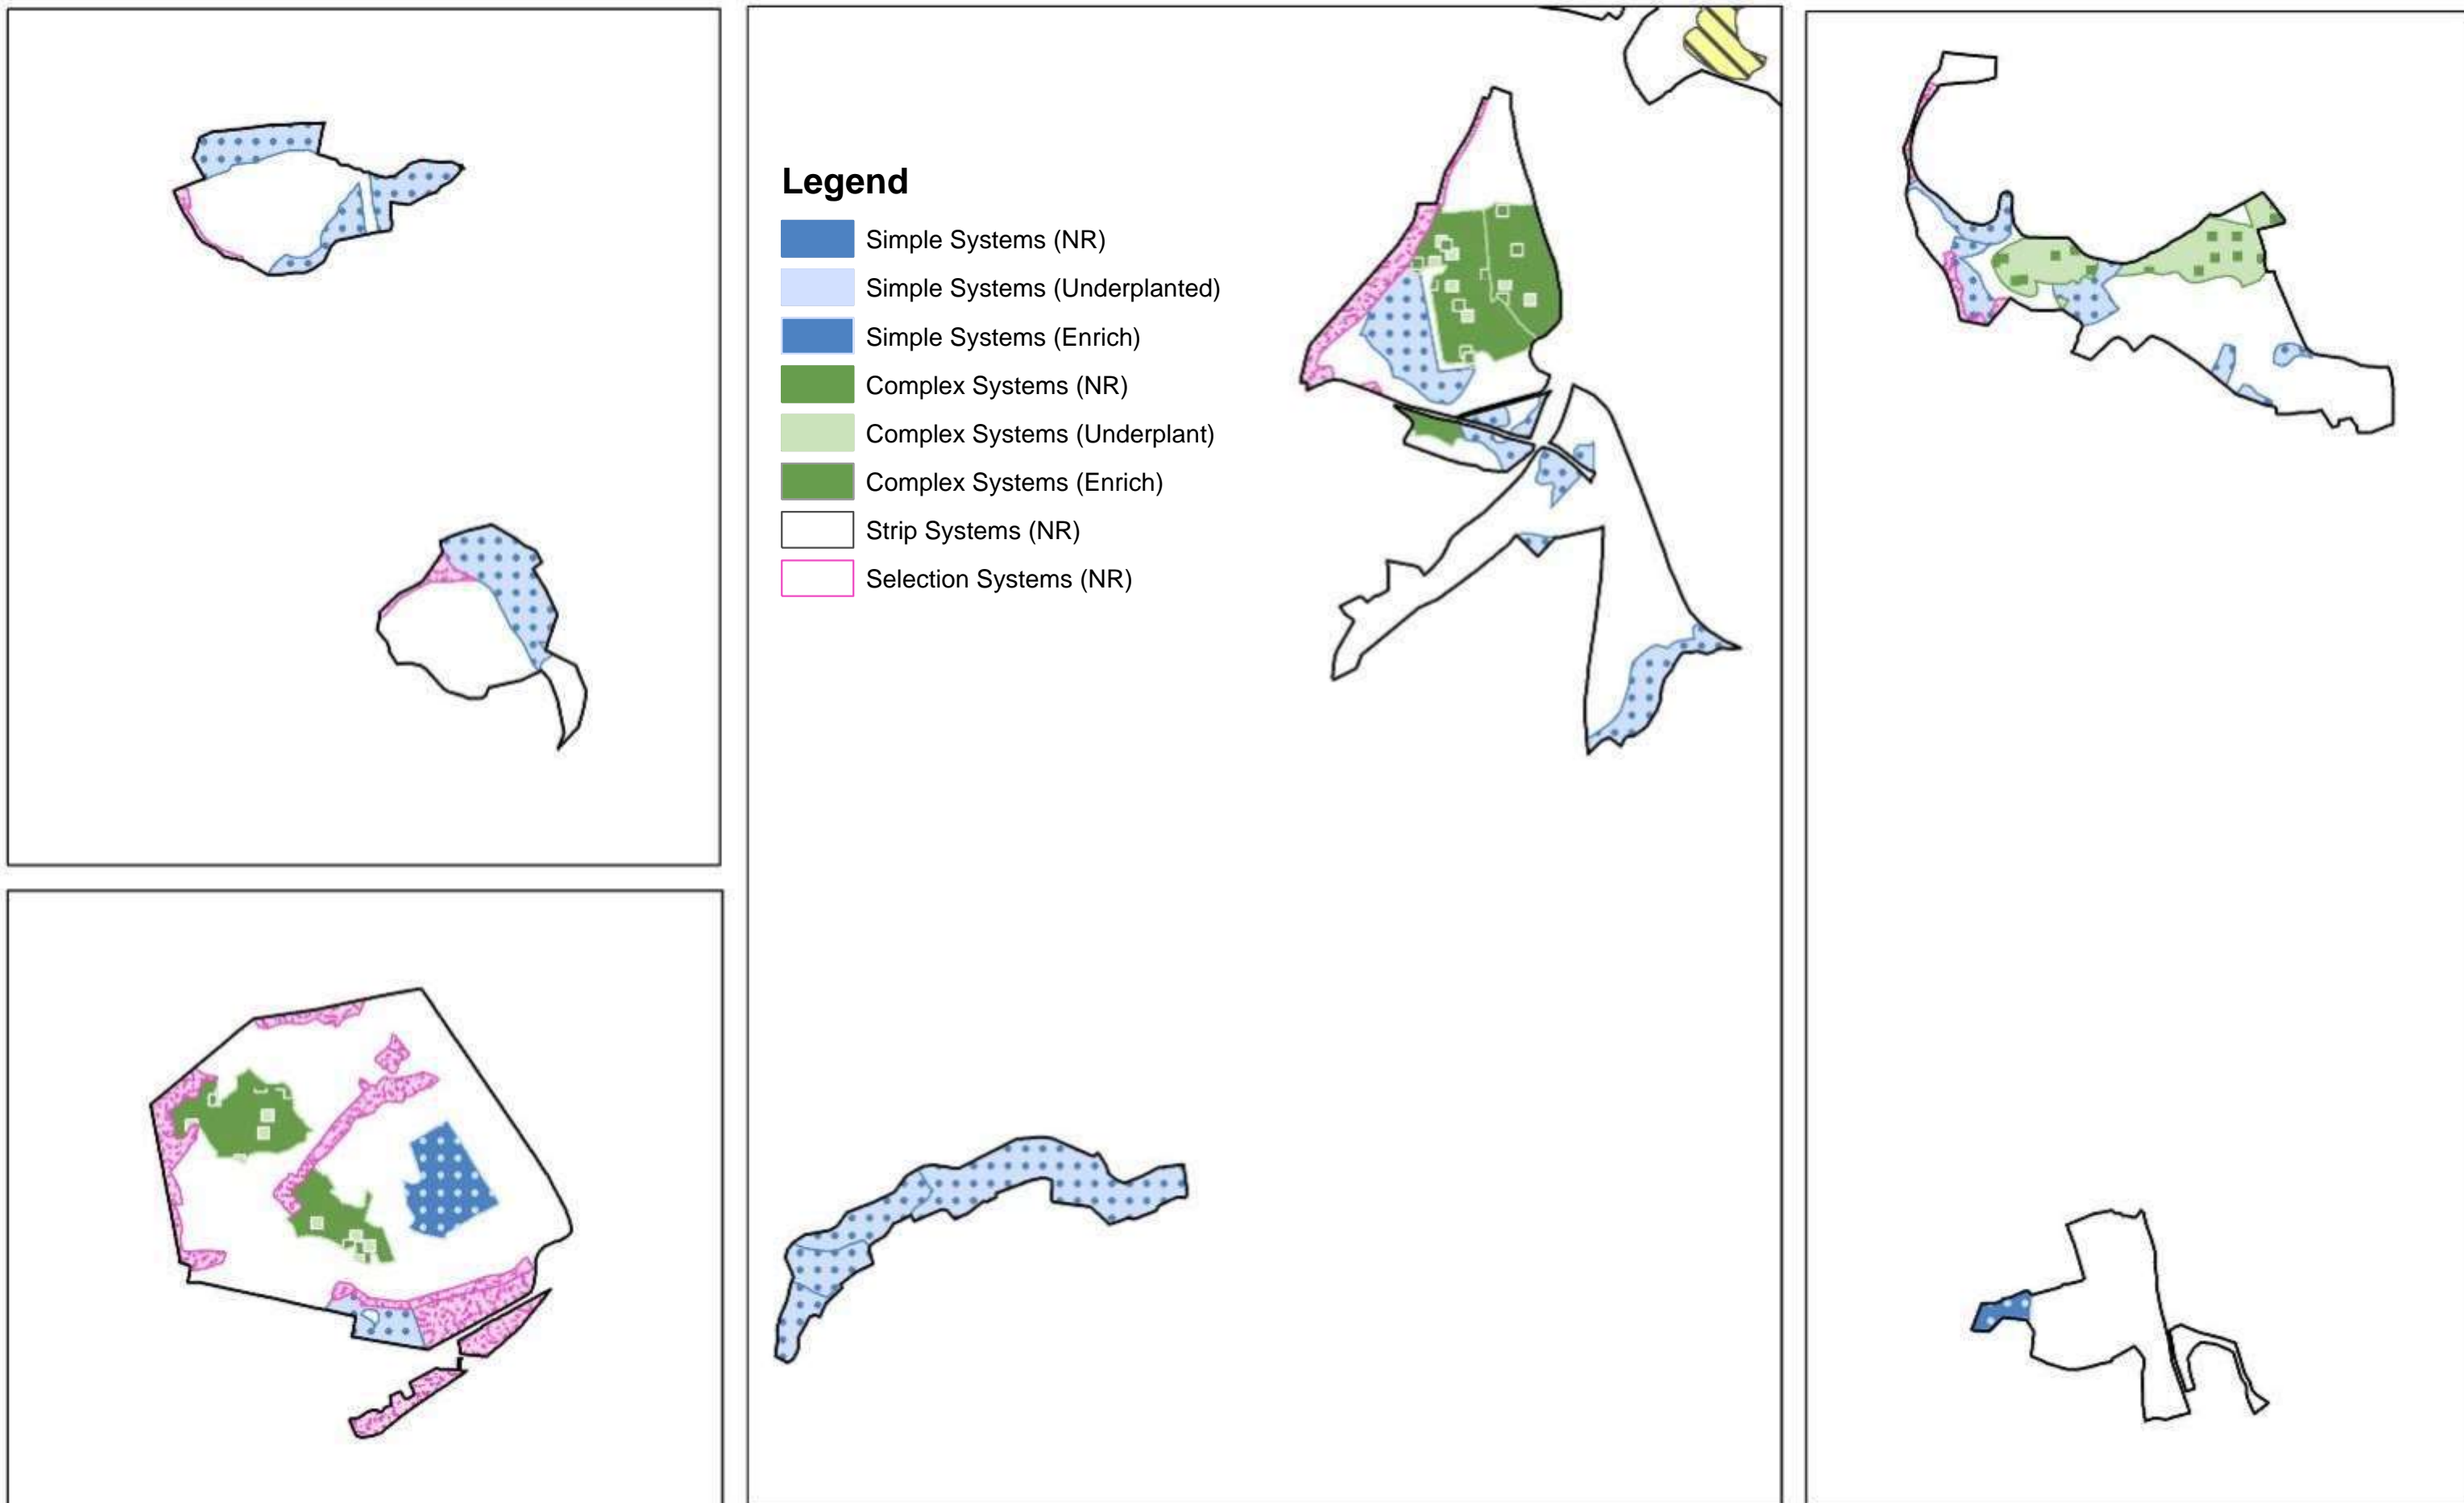 Legend
Simple Systems (NR)
Simple Systems (Underplanted)
Simple Systems (Enrich)
Complex Systems (NR)
Complex Systems (Underplant)
Complex Systems (Enrich)
Strip Systems (NR)
Selection Systems (NR)